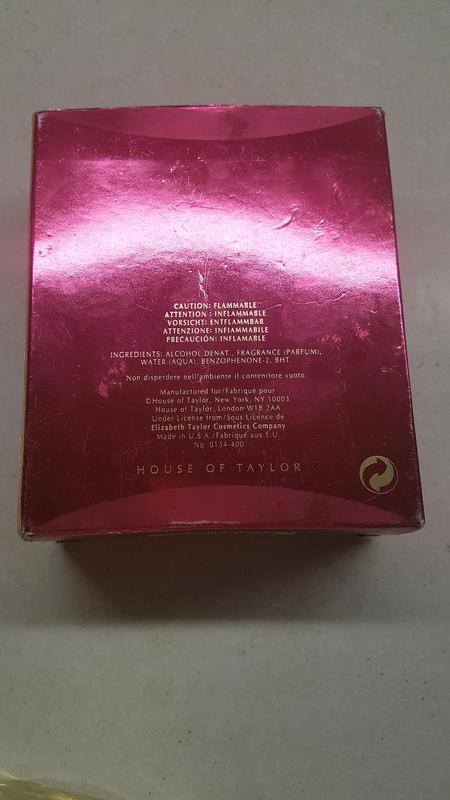 CAUTION: FLAMMABLE
ATTENTION : INFLAMMABLE
VORSICHT: ENTFLAMMBAR
ATTENZIONE: INFIAMMABILE
PRECAUCIÓN: INFLAMABLE
INGREDIENTS: ALCOHOL DENAT., FRAGRANCE (PARFUM),
WATER (AQUA), BENZOPHENONE-2, BHT.
Non disperdere nell'ambiente il contenitore vuoto.
Manufactured for/Fabriqué pour
©House of Taylor, New York, NY 10003
House of Taylor, London W1B 2AA
Under License from/Sous Licence de
Elizabeth Taylor Cosmetics Company
Made in U.S.A./Fabriqué aux E.U.
No. 0134-400
HOUSE OF TAYLOR